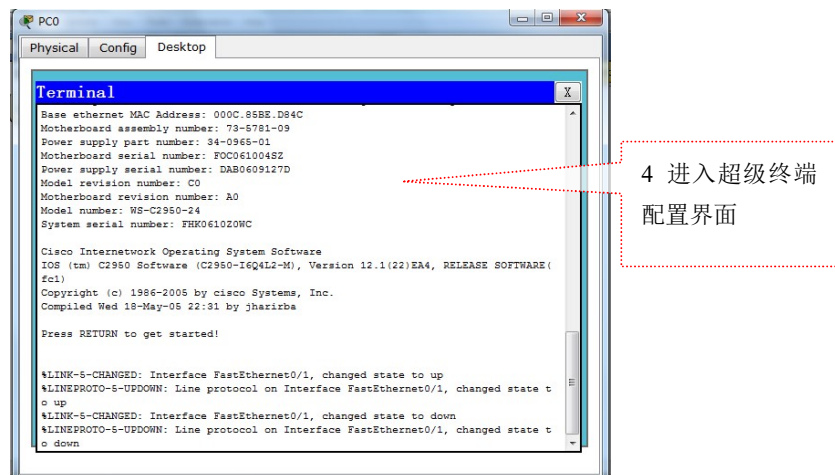 PC0
Physical Config Desktop
Terminal X
Base ethernet MAC Address: 000C.85BE.D84C
Motherboard assembly number: 73-5781-09
Power supply part number: 34-0965-01
Motherboard serial number: FOC061004SZ
Power supply serial number: DAB0609127D
Model revision number: C0
Motherboard revision number: A0
Model number: WS-C2950-24
System serial number: FHK0610Z0WC
Cisco Internetwork Operating System Software
IOS (tm) C2950 Software (C2950-I6Q4L2-M), Version 12.1(22)EA4, RELEASE SOFTWARE(
fc1)
Copyright (c) 1986-2005 by cisco Systems, Inc.
Compiled Wed 18-May-05 22:31 by jharirba
Press RETURN to get started!
%LINK-5-CHANGED: Interface FastEthernet0/1, changed state to up
%LINEPROTO-5-UPDOWN: Line protocol on Interface FastEthernet0/1, changed state t
o up
%LINK-5-CHANGED: Interface FastEthernet0/1, changed state to down
%LINEPROTO-5-UPDOWN: Line protocol on Interface FastEthernet0/1, changed state t
o down
4 进入超级终端
配置界面